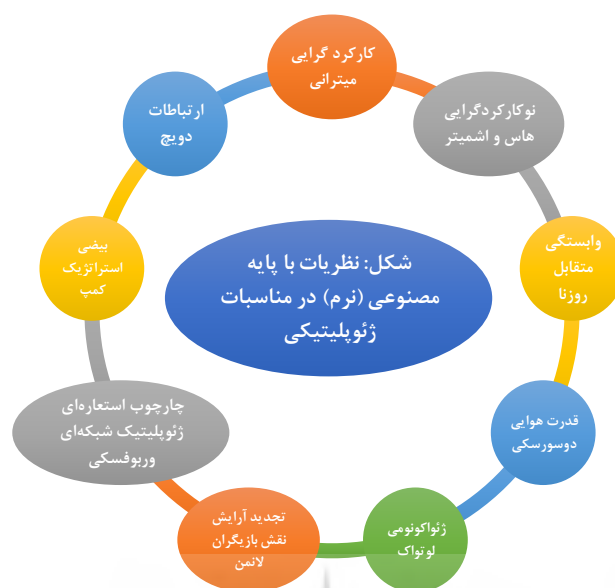 کارکرد گرایی
میترانی
نوکارکردگرایی
هاس و اشمیتر
وابستگی
متقابل
روزنا
قدرت هوایی
دوسورسکی
ژئواکونومی
لوتواک
تجدید آرایش
نقش بازیگران
لانمن
چارچوب استعاره‌ای
ژئوپلیتیک شبکه‌ای
وربوفسکی
بیضی
استراتژیک
کمپ
ارتباطات
دویچ
شکل: نظریات با پایه
مصنوعی (نرم) در مناسبات
ژئوپلیتیکی